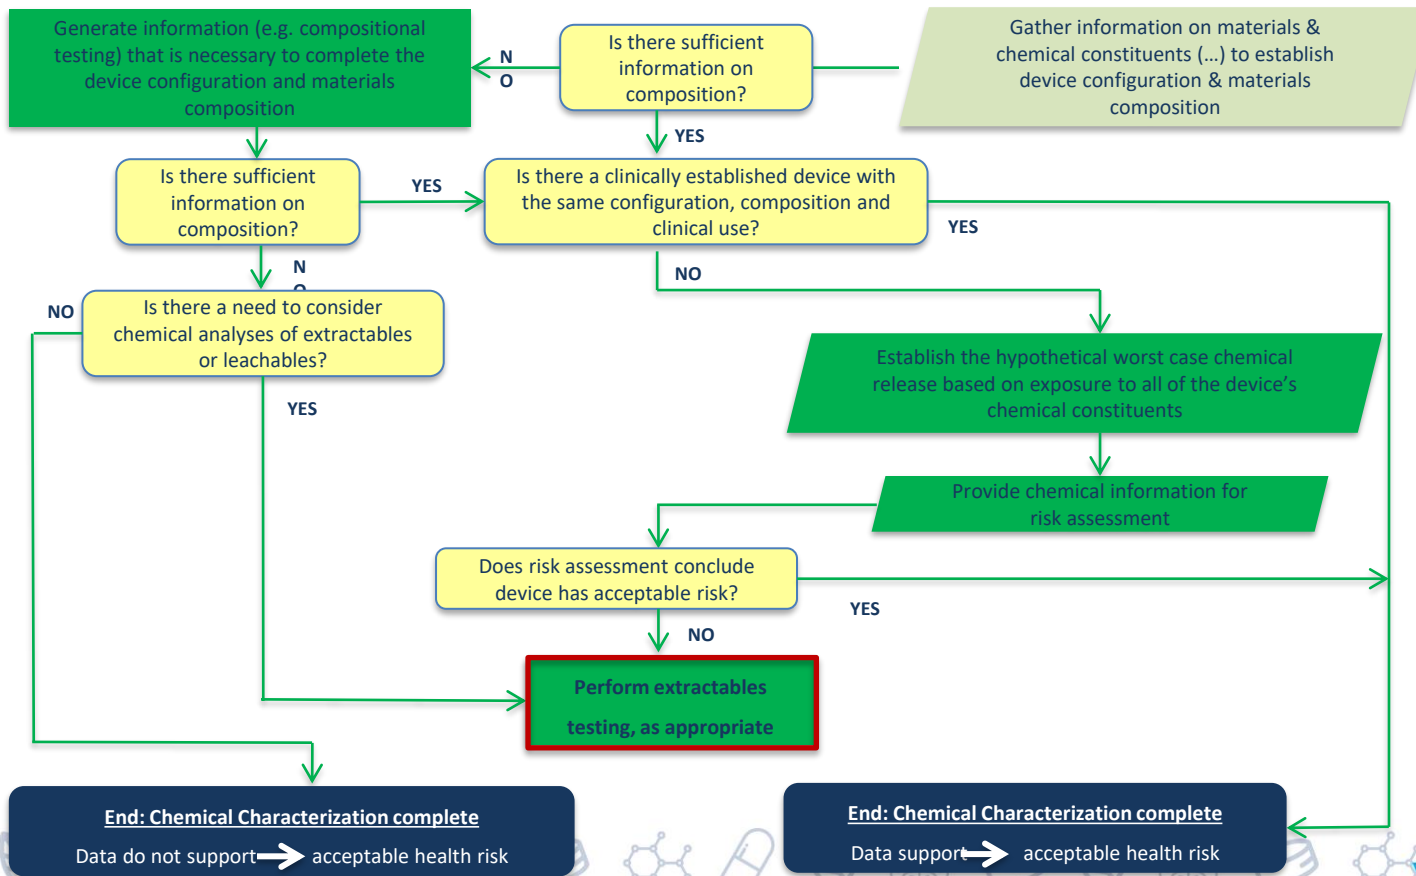 Generate information (e.g. compositional
testing) that is necessary to complete the
device configuration and materials
composition
N
O
Is there sufficient
information on
composition?
Gather information on materials &
chemical constituents (...) to establish
device configuration & materials
composition
YES
Is there sufficient
information on
composition?
YES
Is there a clinically established device with
the same configuration, composition and
clinical use?
YES
N
O
NO
NO
Is there a need to consider
chemical analyses of extractables
or leachables?
YES
Establish the hypothetical worst case chemical
release based on exposure to all of the device’s
chemical constituents
Provide chemical information for
risk assessment
Does risk assessment conclude
device has acceptable risk?
YES
NO
Perform extractables
testing, as appropriate
End: Chemical Characterization complete
Data do not support acceptable health risk
End: Chemical Characterization complete
Data support acceptable health risk